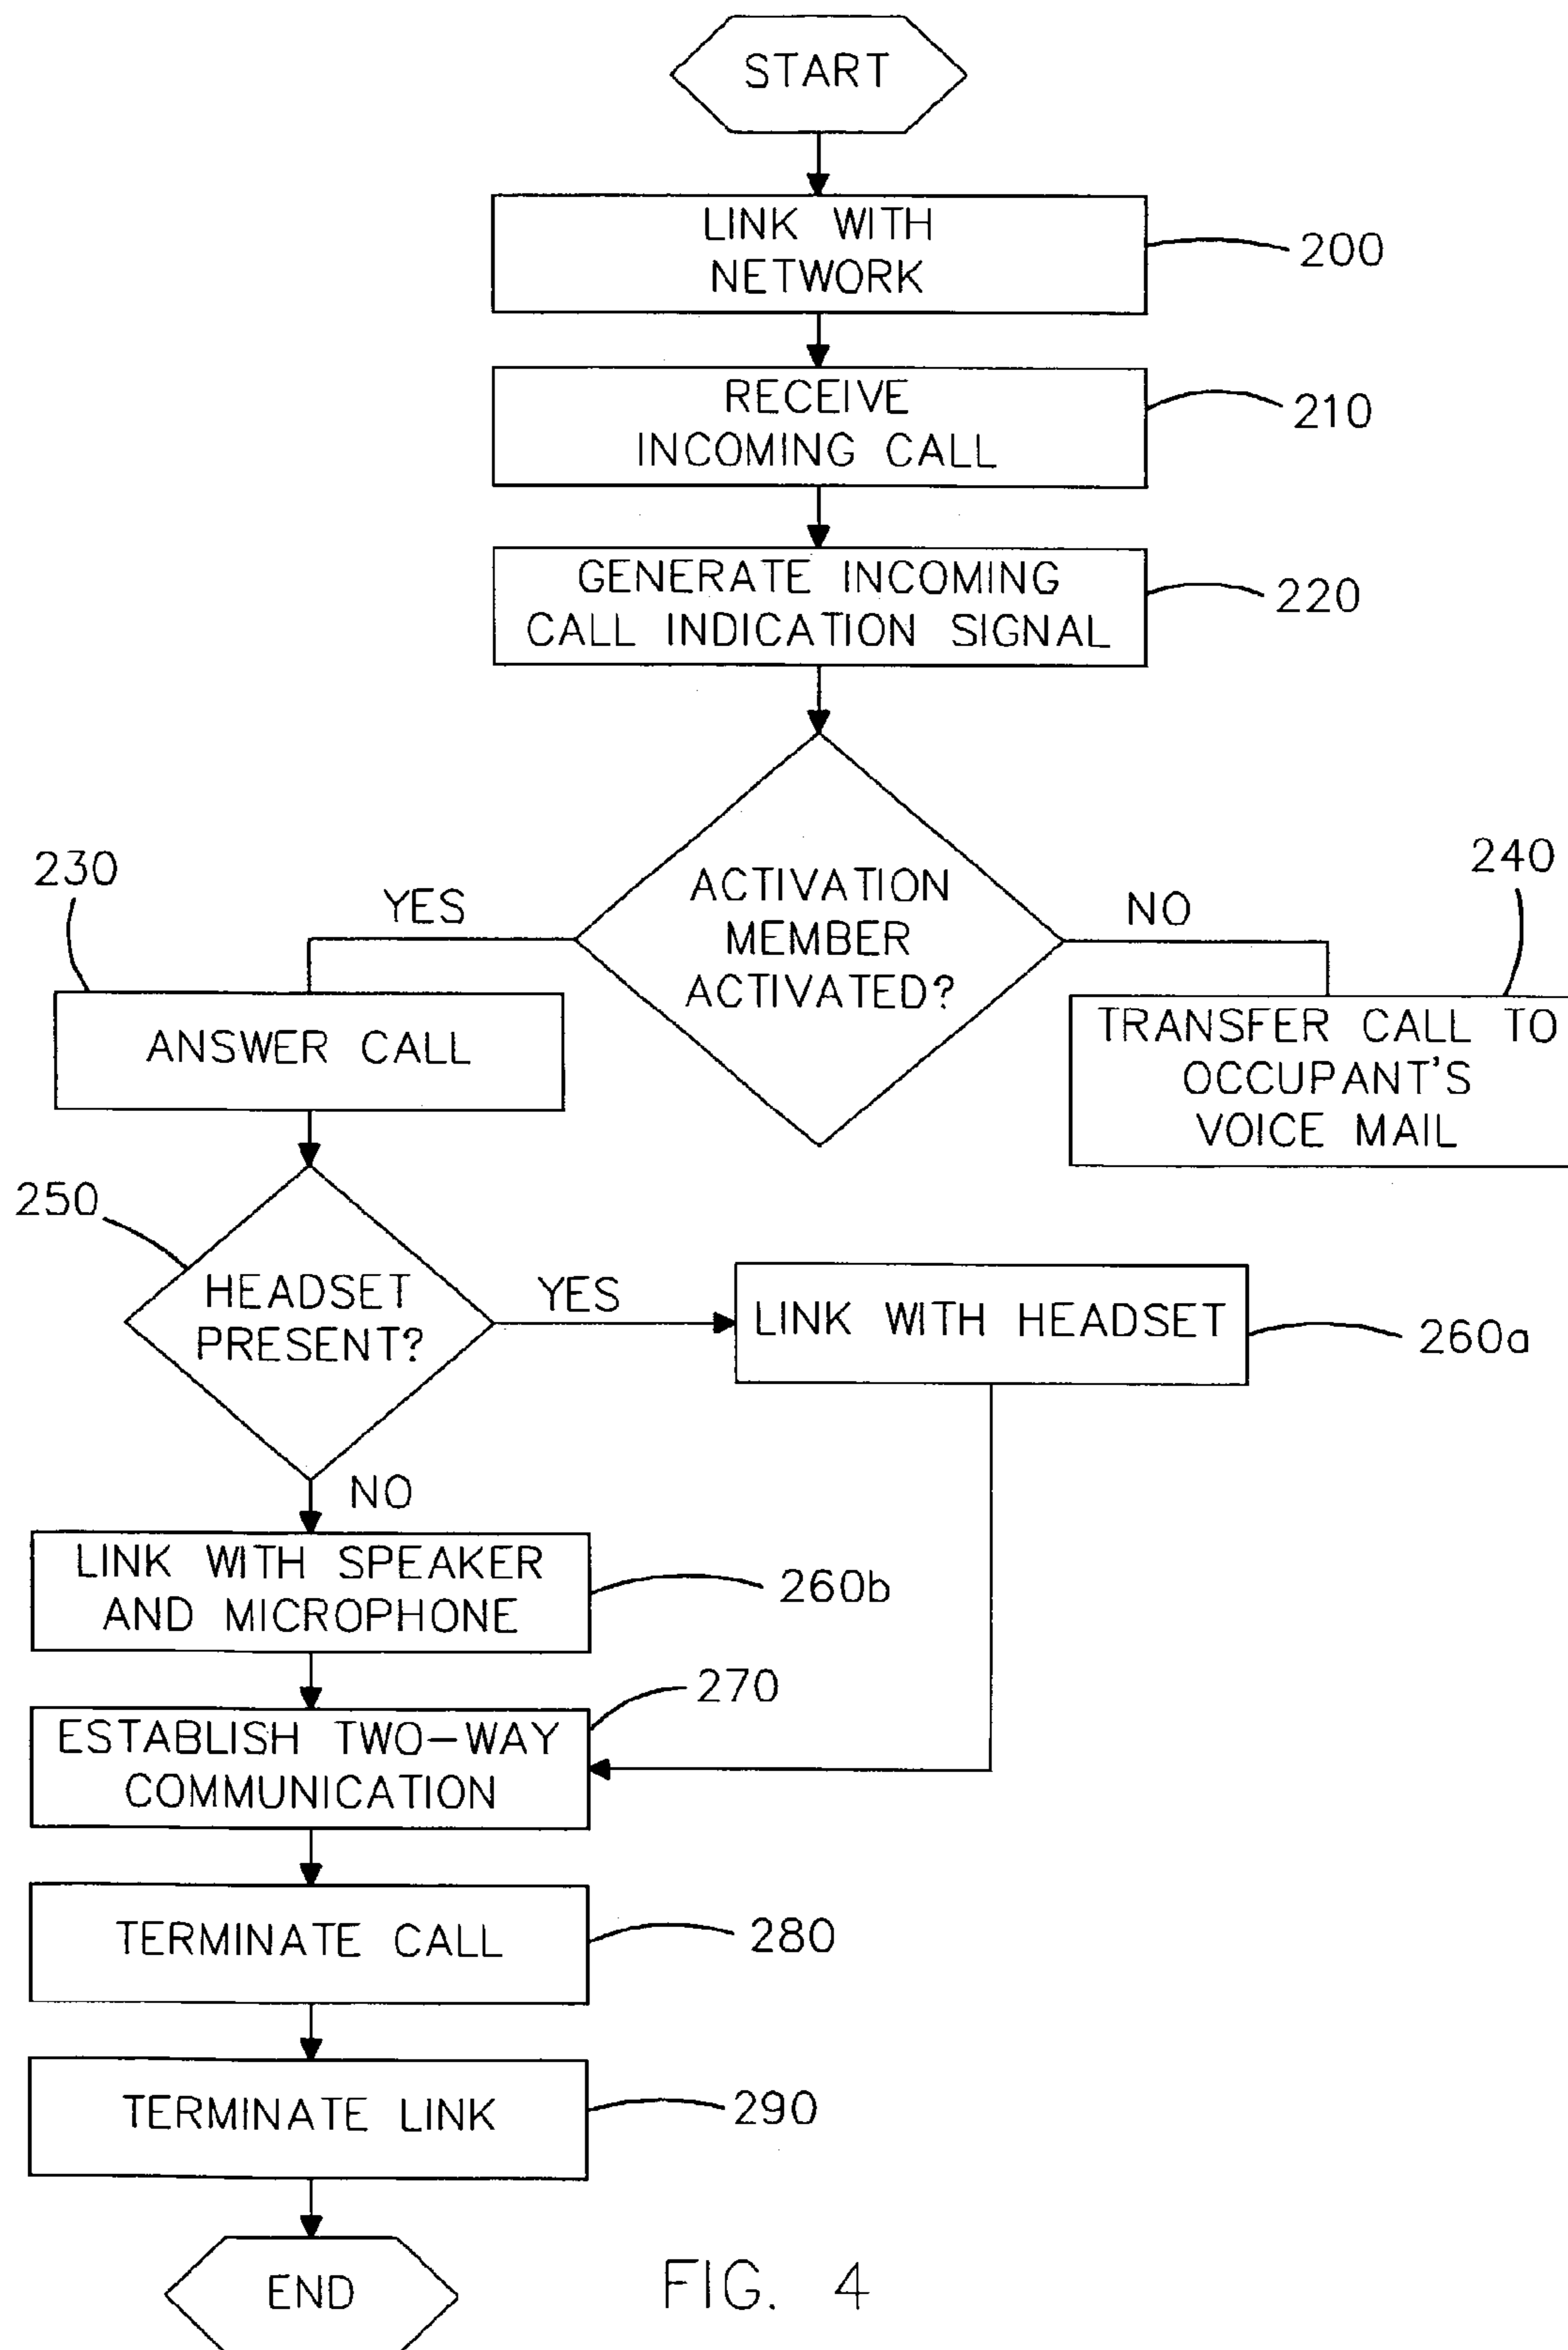 START
LINK WITH
NETWORK
200
RECEIVE
INCOMING CALL
210
GENERATE INCOMING
CALL INDICATION SIGNAL
220
ACTIVATION
MEMBER
ACTIVATED?
YES
NO
230
240
ANSWER CALL
TRANSFER CALL TO
OCCUPANT'S
VOICE MAIL
250
HEADSET
PRESENT?
YES
LINK WITH HEADSET
260a
NO
LINK WITH SPEAKER
AND MICROPHONE
260b
ESTABLISH TWO-WAY
COMMUNICATION
270
TERMINATE CALL
280
TERMINATE LINK
290
END
FIG. 4